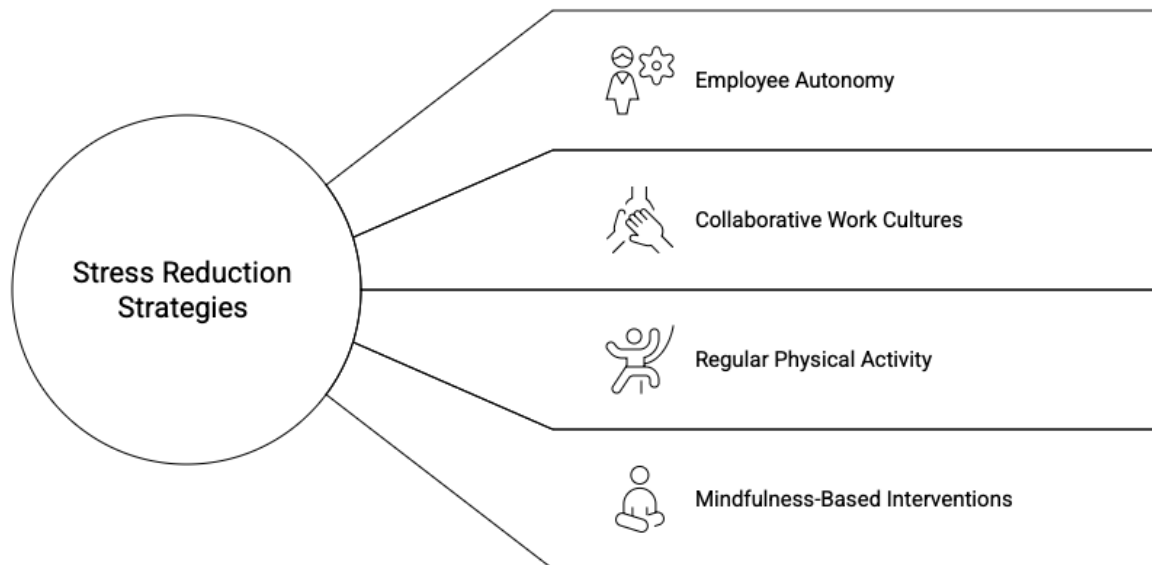 Employee Autonomy
Collaborative Work Cultures
Stress Reduction
Strategies
Regular Physical Activity
Mindfulness-Based Interventions